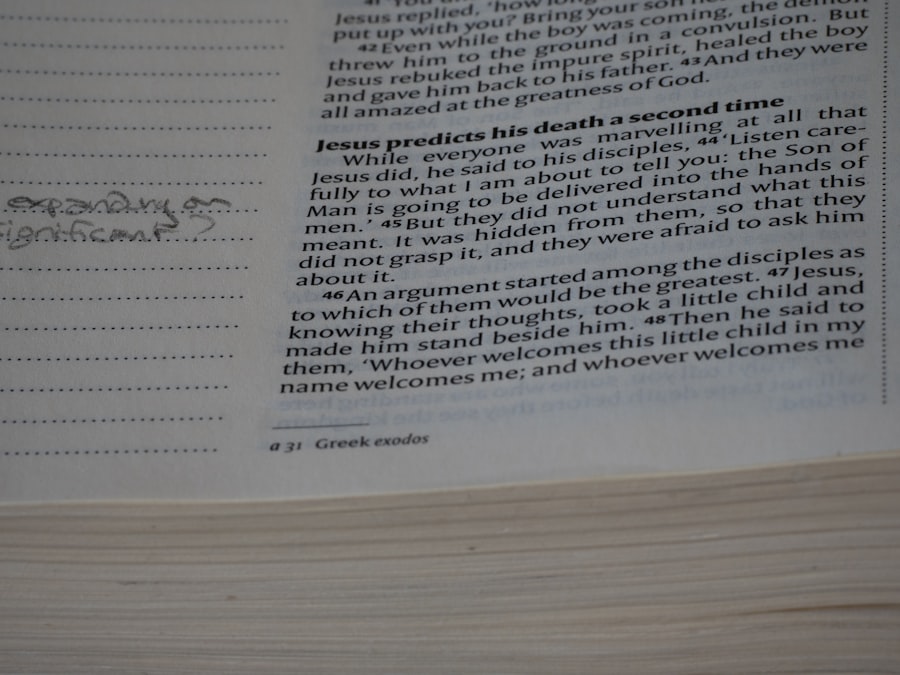 expanding on
significant?
41 'You
Jesus replied, 'how long
put up with you? Bring your son
42 Even while the boy was coming, the demon
threw him to the ground in a convulsion. But
Jesus rebuked the impure spirit, healed the boy
and gave him back to his father. 43 And they were
all amazed at the greatness of God.
Jesus predicts his death a second time
While everyone was marvelling at all that
Jesus did, he said to his disciples, 44 'Listen care-
fully to what I am about to tell you: the Son of
Man is going to be delivered into the hands of
men.' 45 But they did not understand what this
meant. It was hidden from them, so that they
did not grasp it, and they were afraid to ask him
about it.
46 An argument started among the disciples as
to which of them would be the greatest. 47 Jesus,
knowing their thoughts, took a little child and
made him stand beside him. 48 Then he said to
them, 'Whoever welcomes this little child in my
name welcomes me; and whoever welcomes me
a 31 Greek exodos